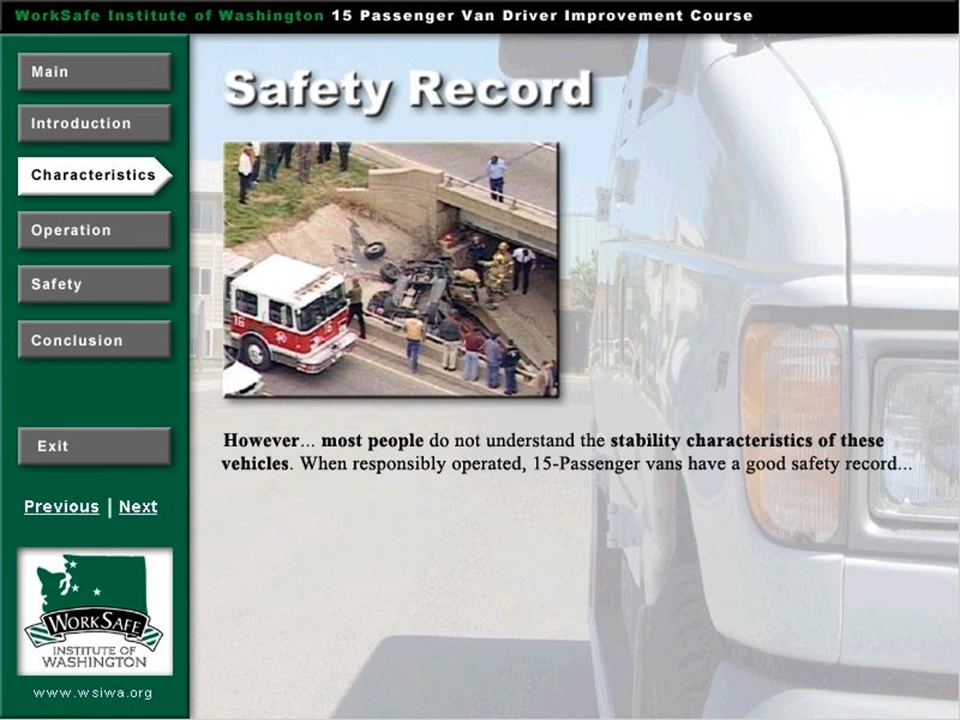 WorkSafe Institute of Washington 15 Passenger Van Driver Improvement Course
Main
Introduction
Characteristics
Operation
Safety
Conclusion
Exit
Previous | Next
WORKSAFE
INSTITUTE OF
WASHINGTON
www.wsiwa.org
Safety Record
16
16
However... most people do not understand the stability characteristics of these
vehicles. When responsibly operated, 15-Passenger vans have a good safety record...